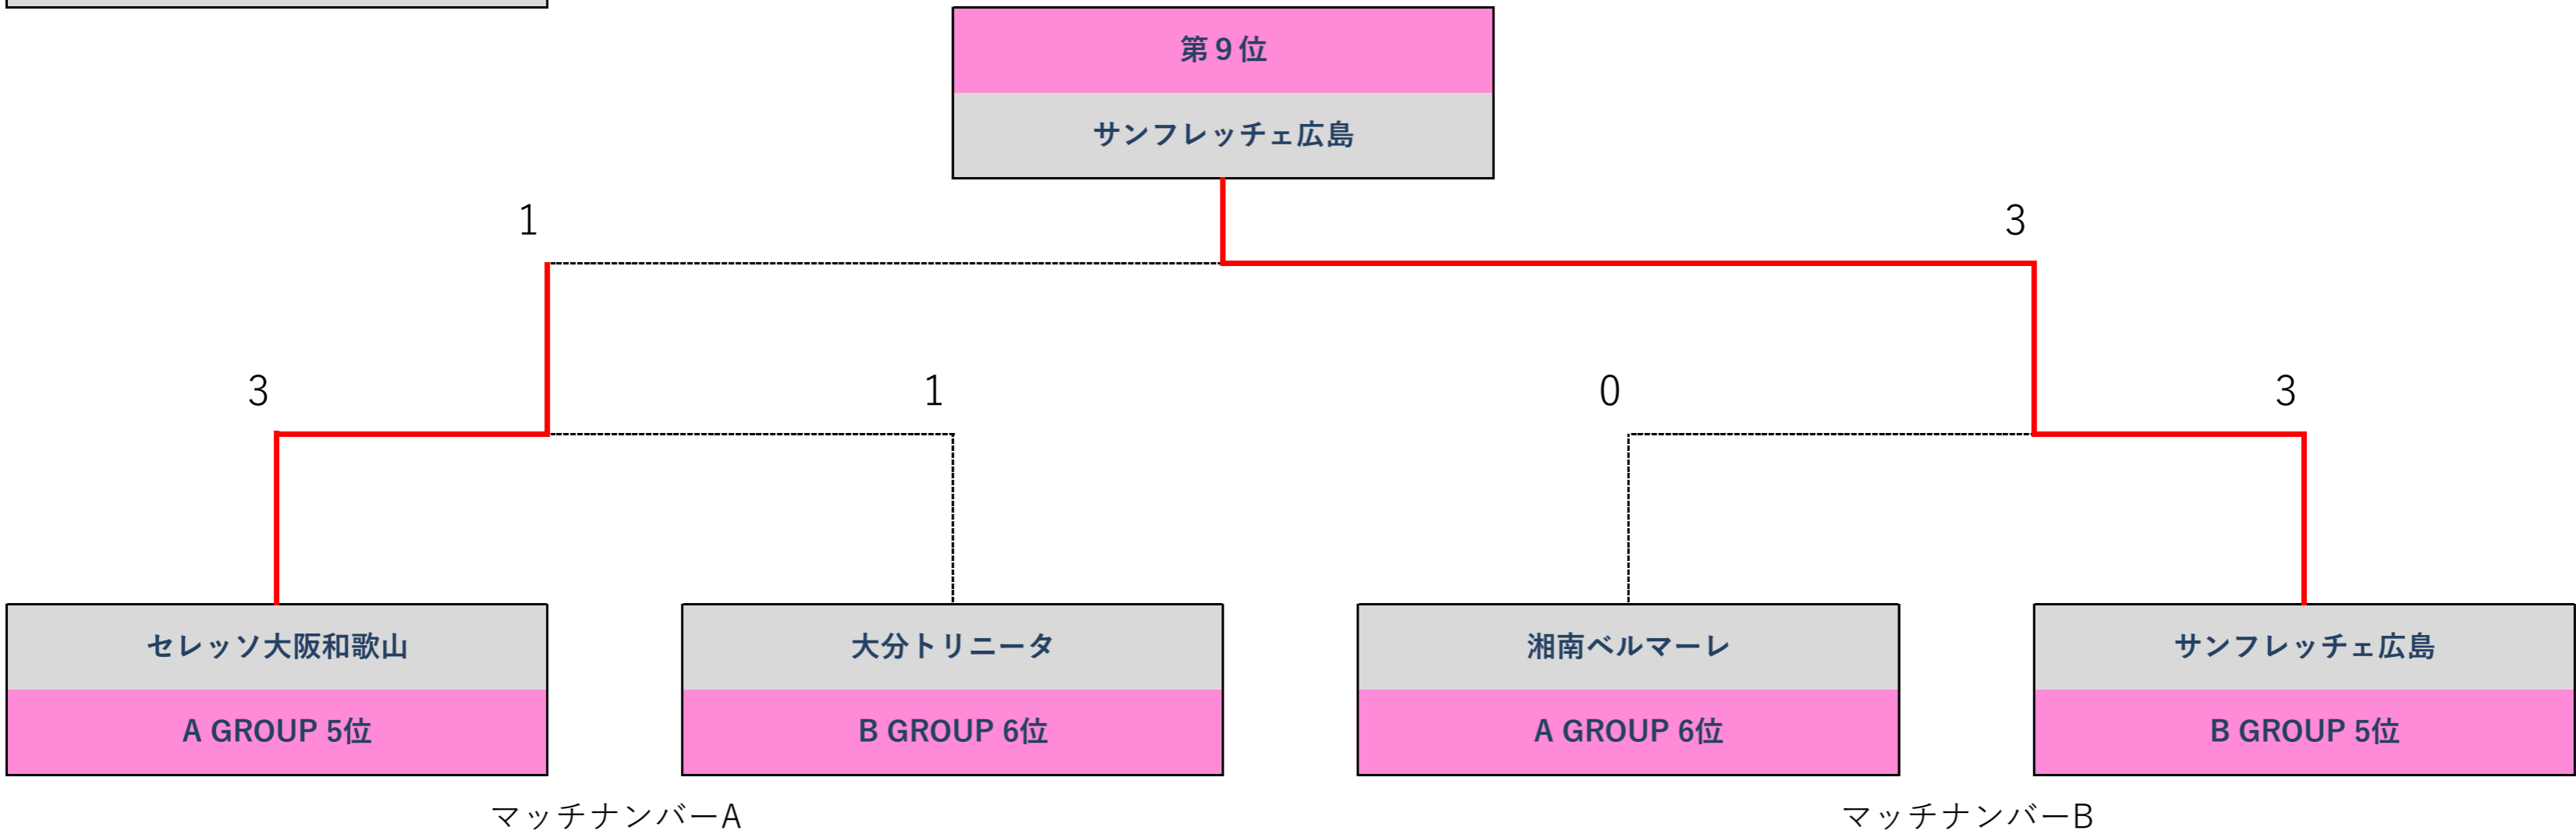 第９位
サンフレッチェ広島
1
3
3
1
0
3
セレッソ大阪和歌山
大分トリニータ
湘南ベルマーレ
サンフレッチェ広島
A GROUP 5位
B GROUP 6位
A GROUP 6位
B GROUP 5位
マッチナンバーA
マッチナンバーB